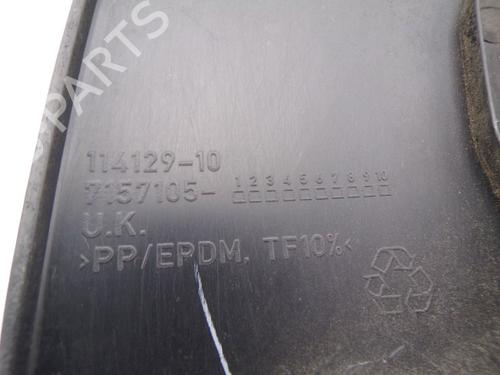 PARTS
114129-10
7157105- 1 2 3 4 5 6 7 8 9 10
U.K.
>PP/EPDM, TF10%<